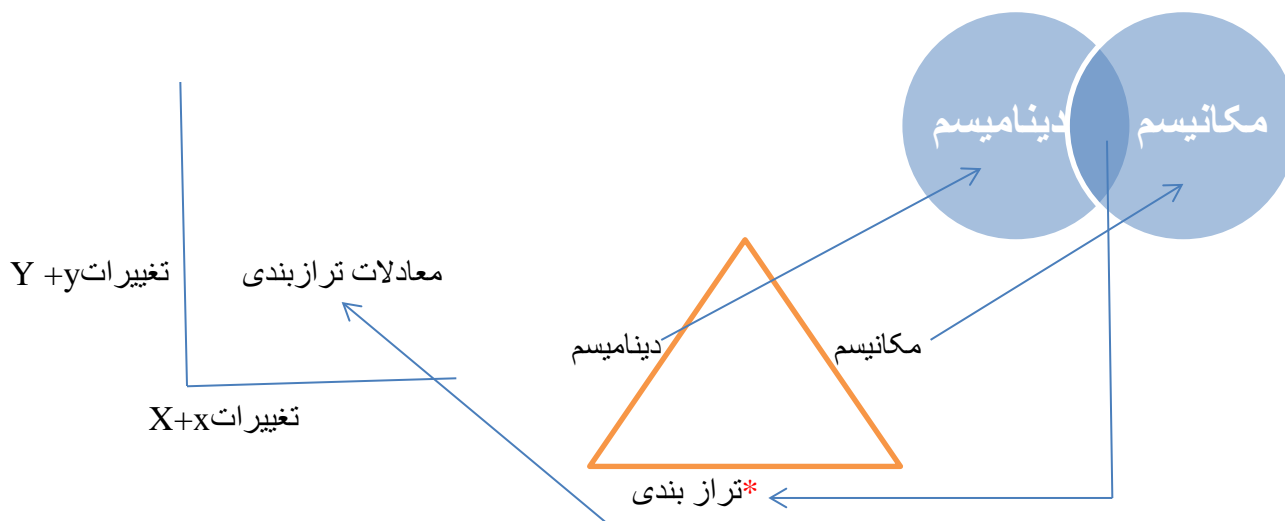 مکانیسم
دینامیسم
معادلات ترازبندی
Y +yتغییرات
مکانیسم
دینامیسم
X+xتغییرات
*تراز بندی